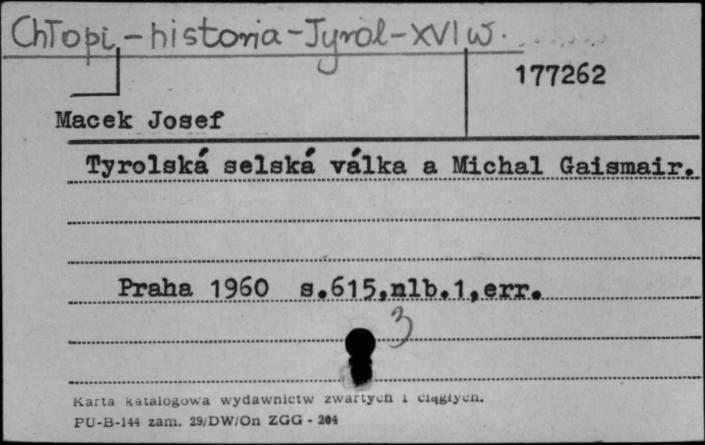 Chłopi - historia - Tyrol - XVI w.
177262
Macek Josef
Tyrolská selská válka a Michal Gaismair.
Praha 1960 s.615,nlb.1,err.
3
Karta katalogowa wydawnictw zwartych i ciągłych.
PU-B-144 zam. 29/DW/On ZGG - 204